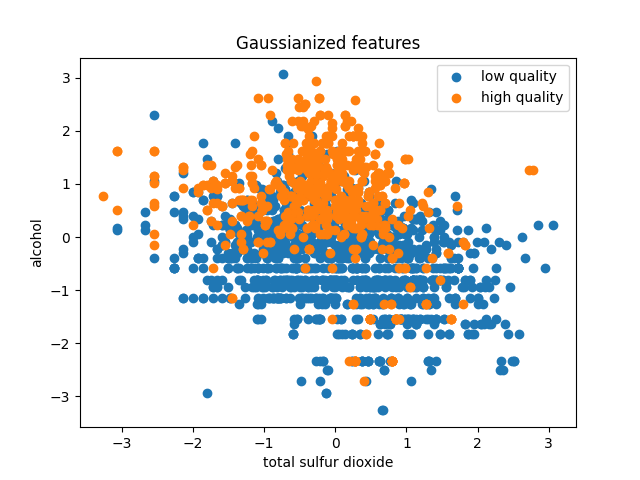 Gaussianized features
low quality
high quality
alcohol
3
2
1
0
−1
−2
−3
−3 −2 −1 0 1 2 3
total sulfur dioxide